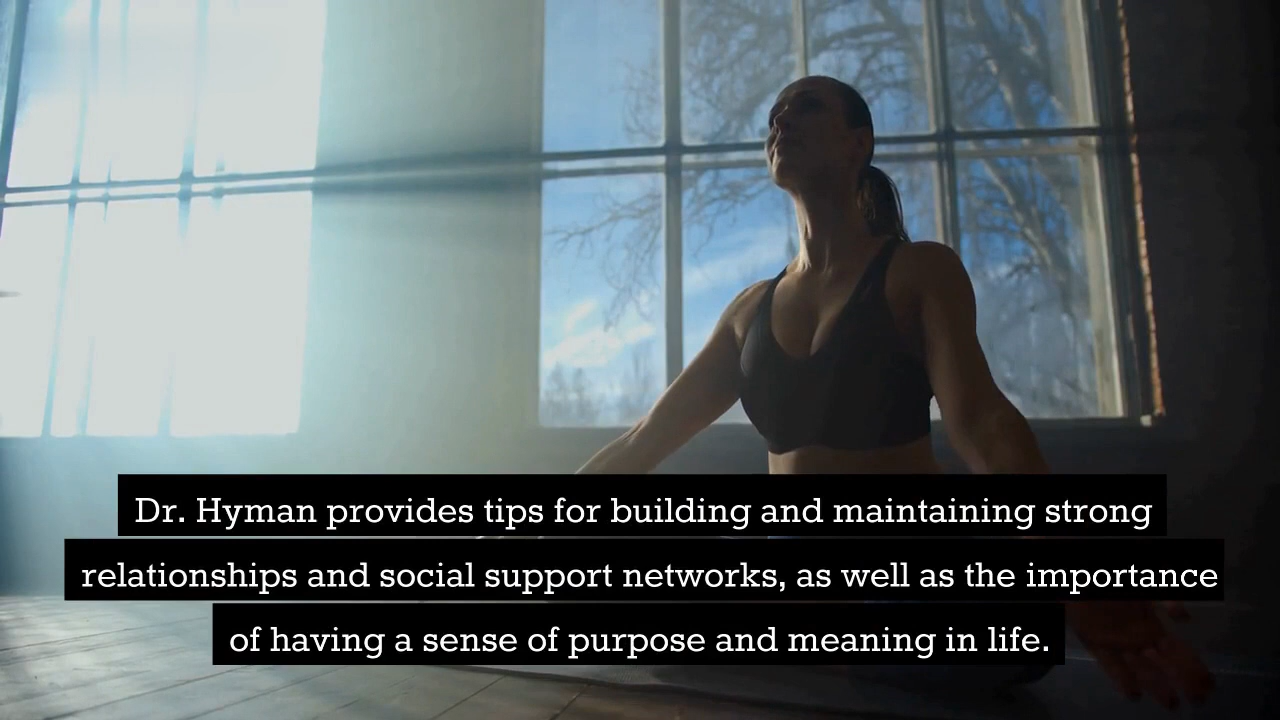 Dr. Hyman provides tips for building and maintaining strong
relationships and social support networks, as well as the importance
of having a sense of purpose and meaning in life.